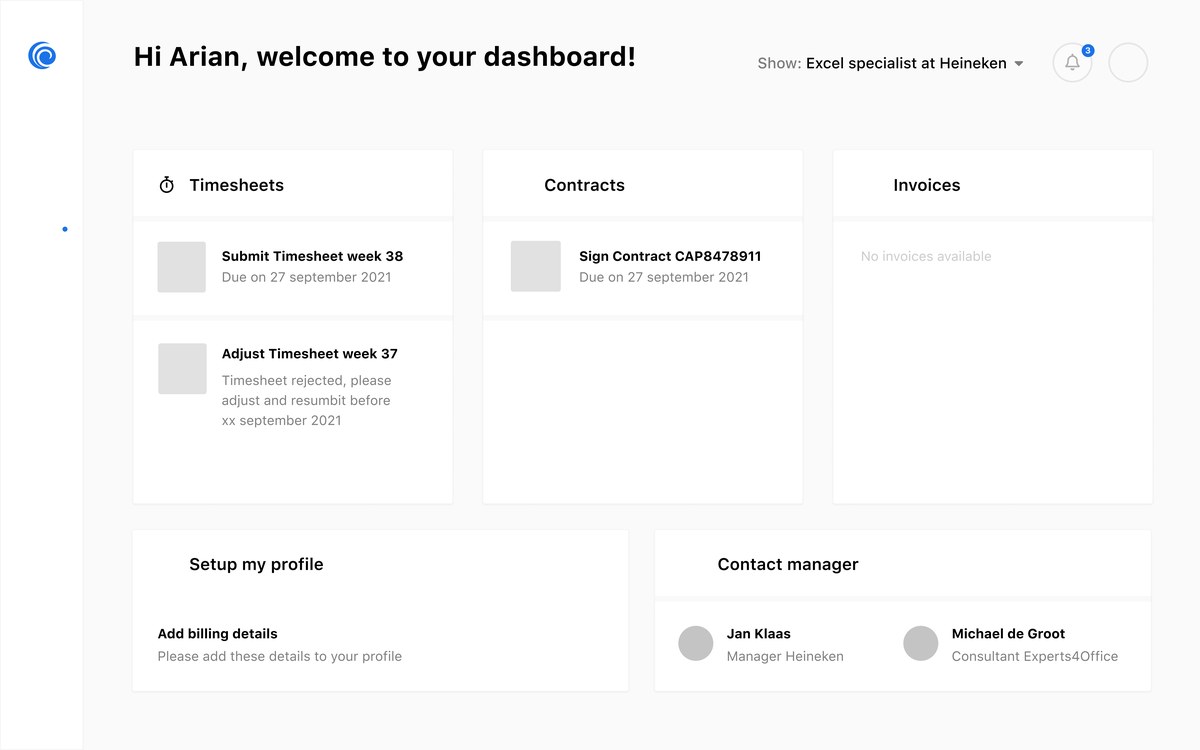 Hi Arian, welcome to your dashboard!
Show: Excel specialist at Heineken
3
Timesheets
Submit Timesheet week 38
Due on 27 september 2021
Adjust Timesheet week 37
Timesheet rejected, please
adjust and resumbit before
xx september 2021
Contracts
Sign Contract CAP8478911
Due on 27 september 2021
Invoices
No invoices available
Setup my profile
Add billing details
Please add these details to your profile
Contact manager
Jan Klaas
Manager Heineken
Michael de Groot
Consultant Experts4Office